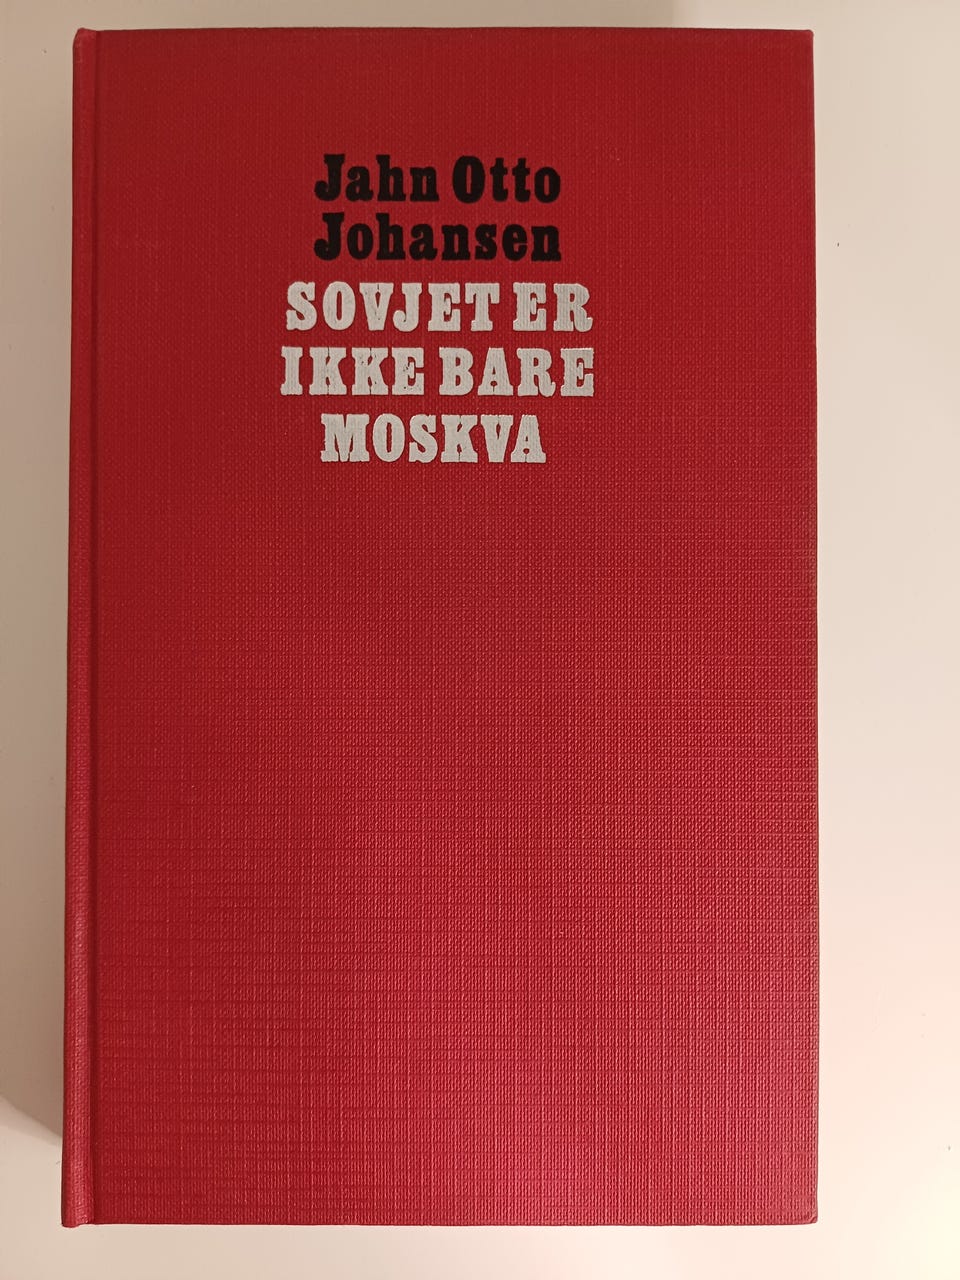 Jahn Otto
Johansen
SOVJET ER
IKKE BARE
MOSKVA